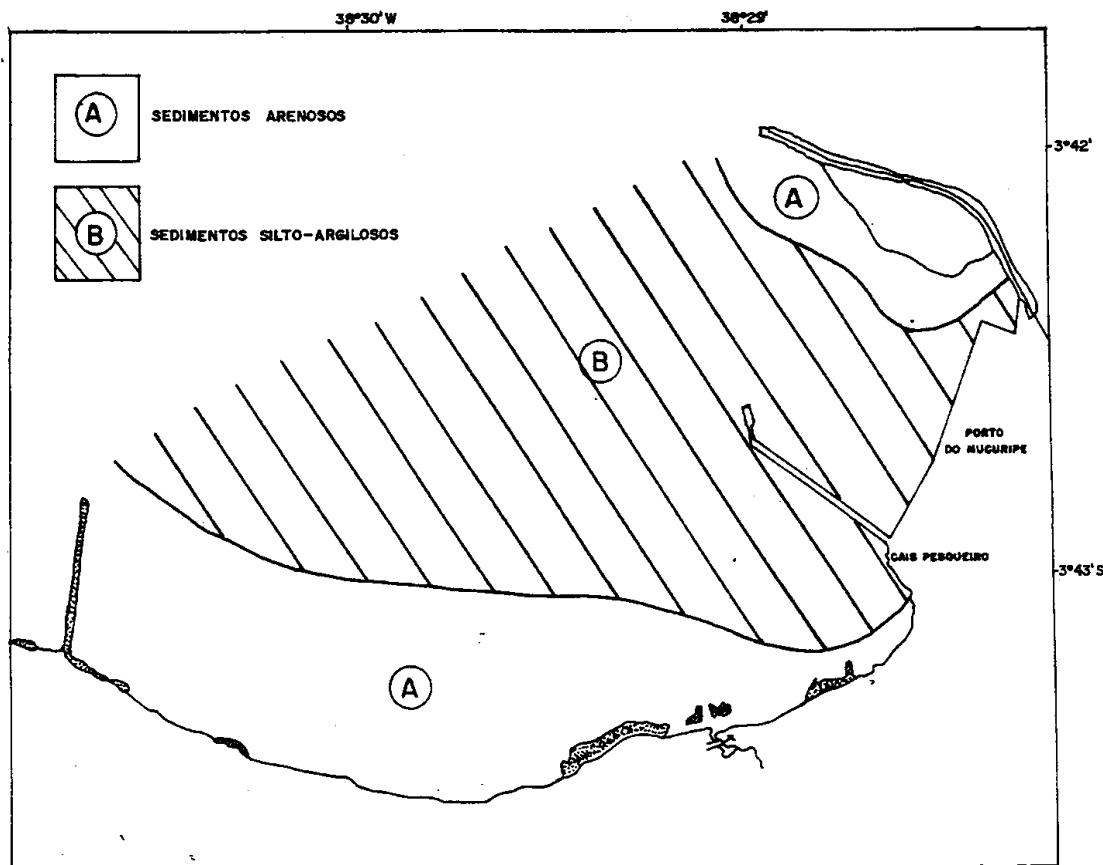 38°30' W
38°29'
A
SEDIMENTOS ARENOSOS
3°42'
A
B
SEDIMENTOS SILTO-ARGILOSOS
B
PORTO
DO MUCURIPE
CAIS PESQUEIRO
3°43' S
A